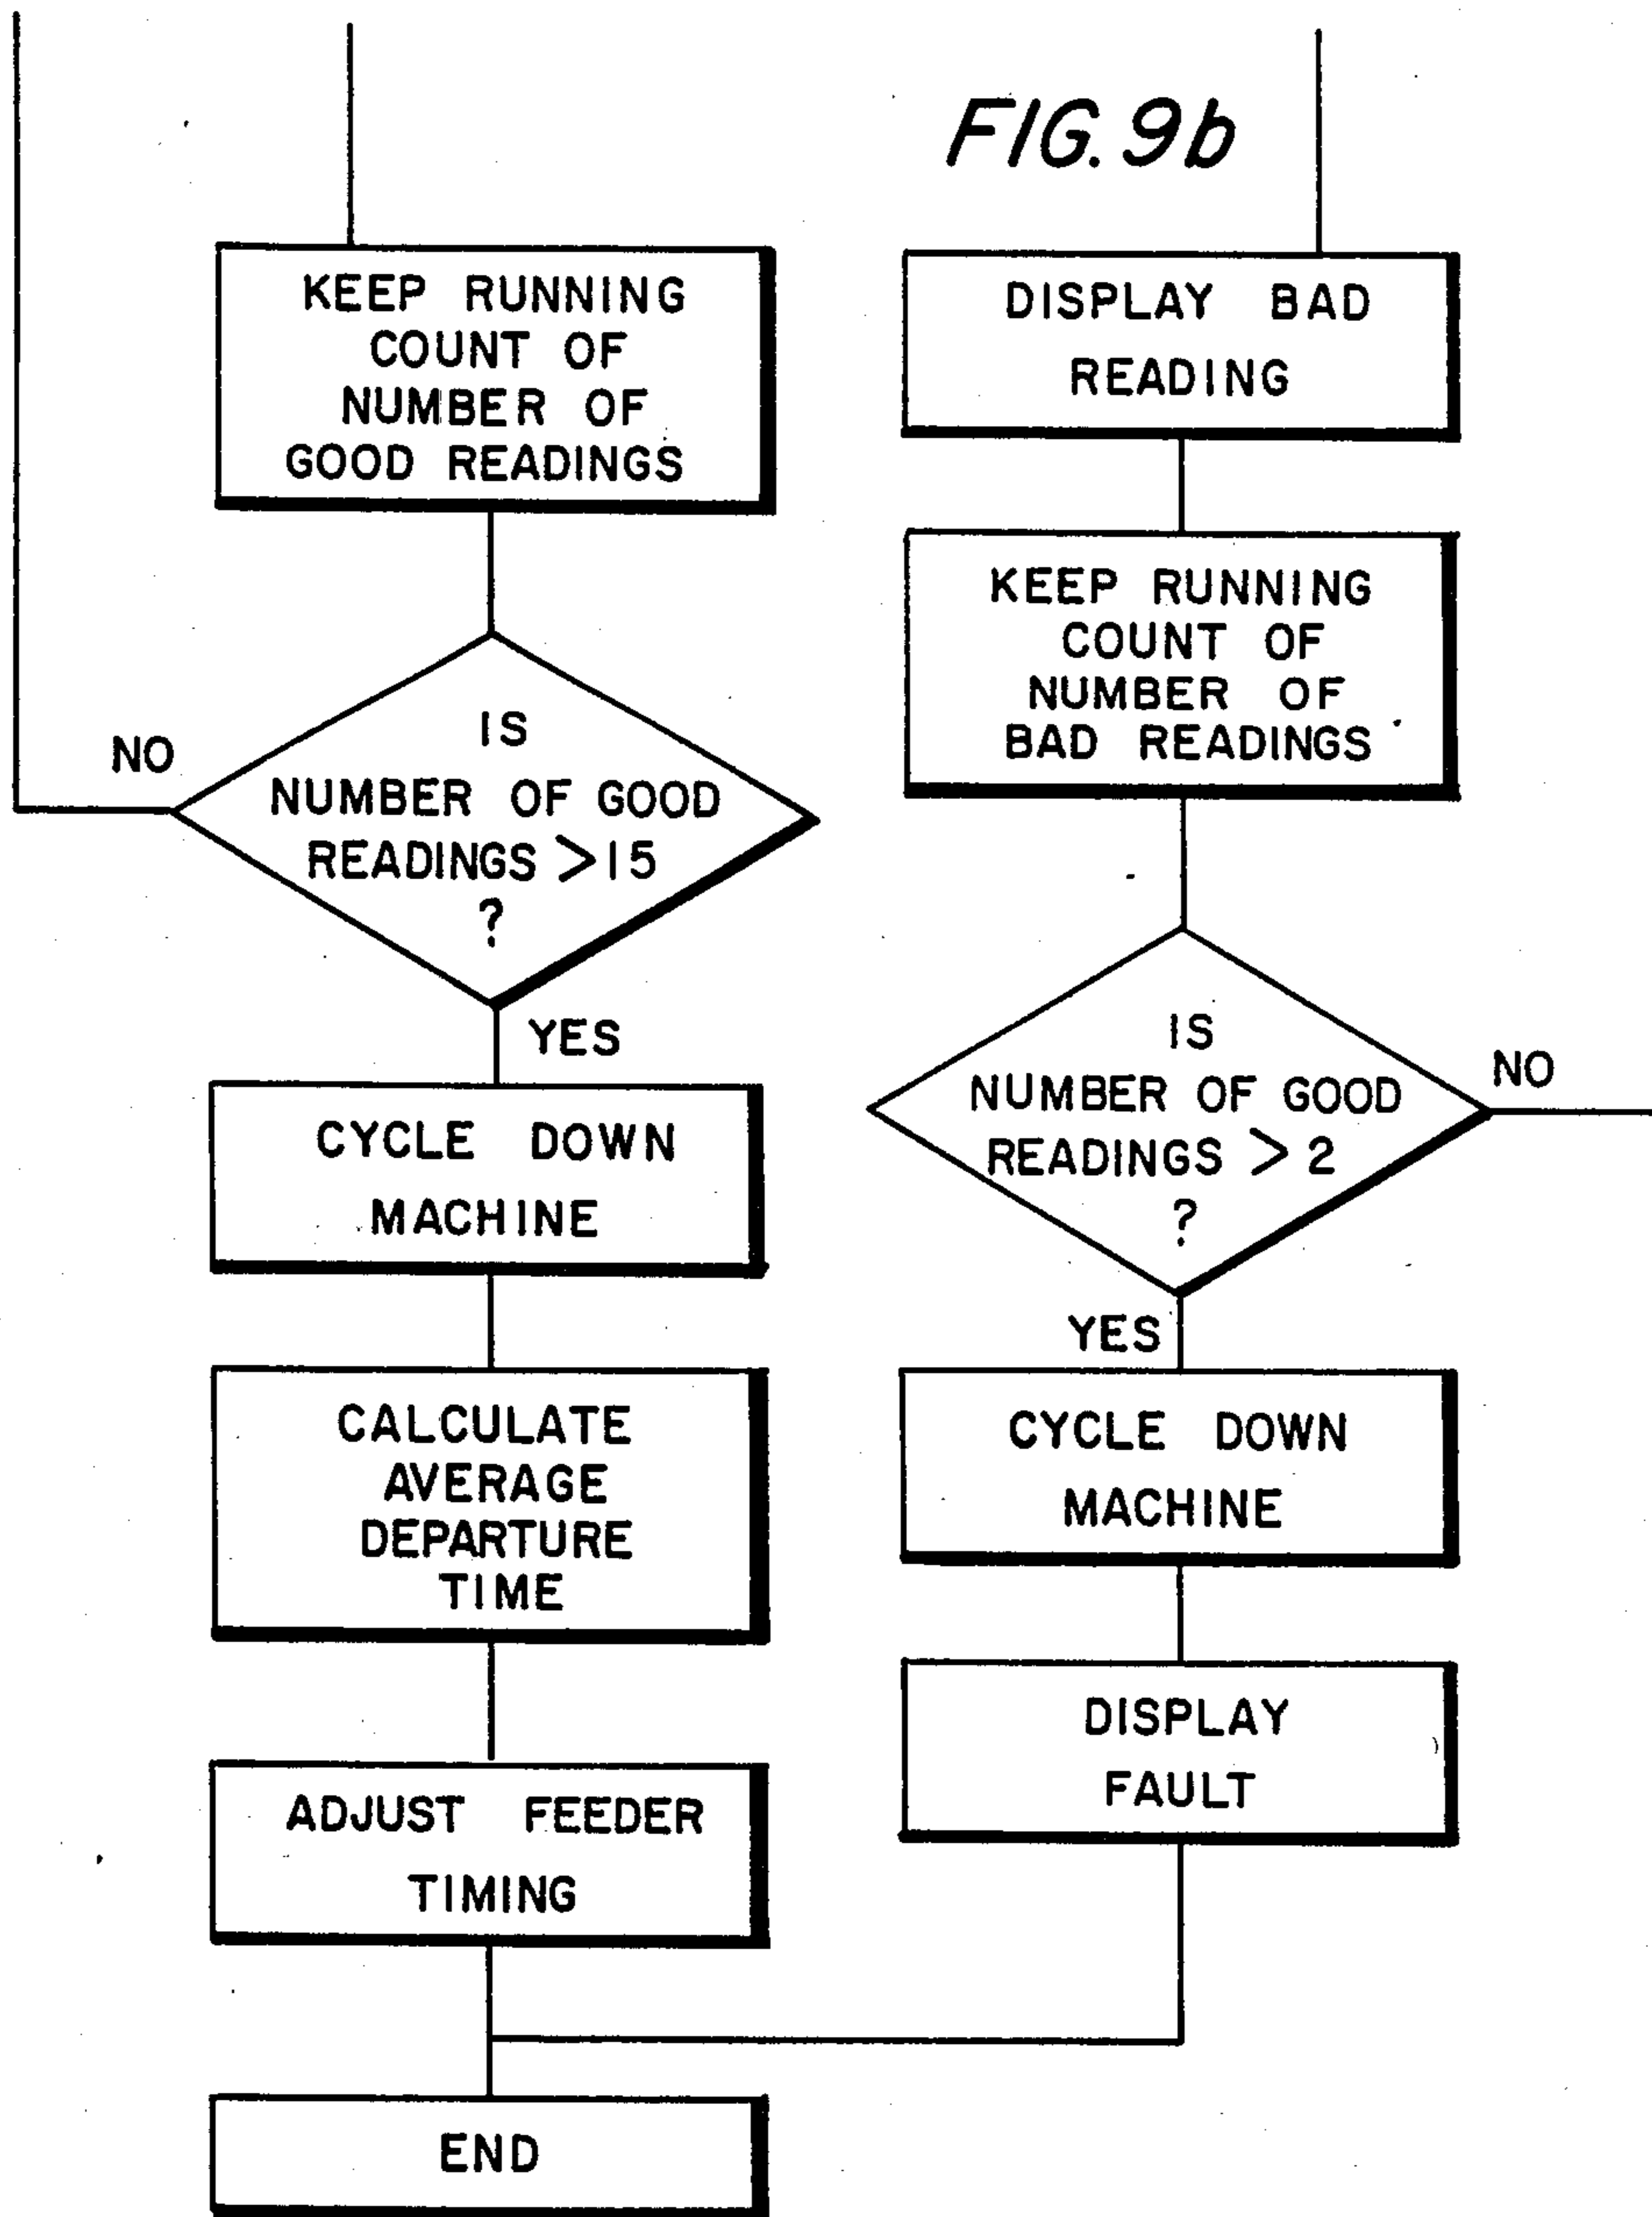 FIG. 9b
KEEP RUNNING
COUNT OF
NUMBER OF
GOOD READINGS
NO
IS
NUMBER OF GOOD
READINGS >15
?
YES
CYCLE DOWN
MACHINE
CALCULATE
AVERAGE
DEPARTURE
TIME
ADJUST FEEDER
TIMING
END
DISPLAY BAD
READING
KEEP RUNNING
COUNT OF
NUMBER OF
BAD READINGS
IS
NUMBER OF GOOD
READINGS > 2
?
NO
YES
CYCLE DOWN
MACHINE
DISPLAY
FAULT